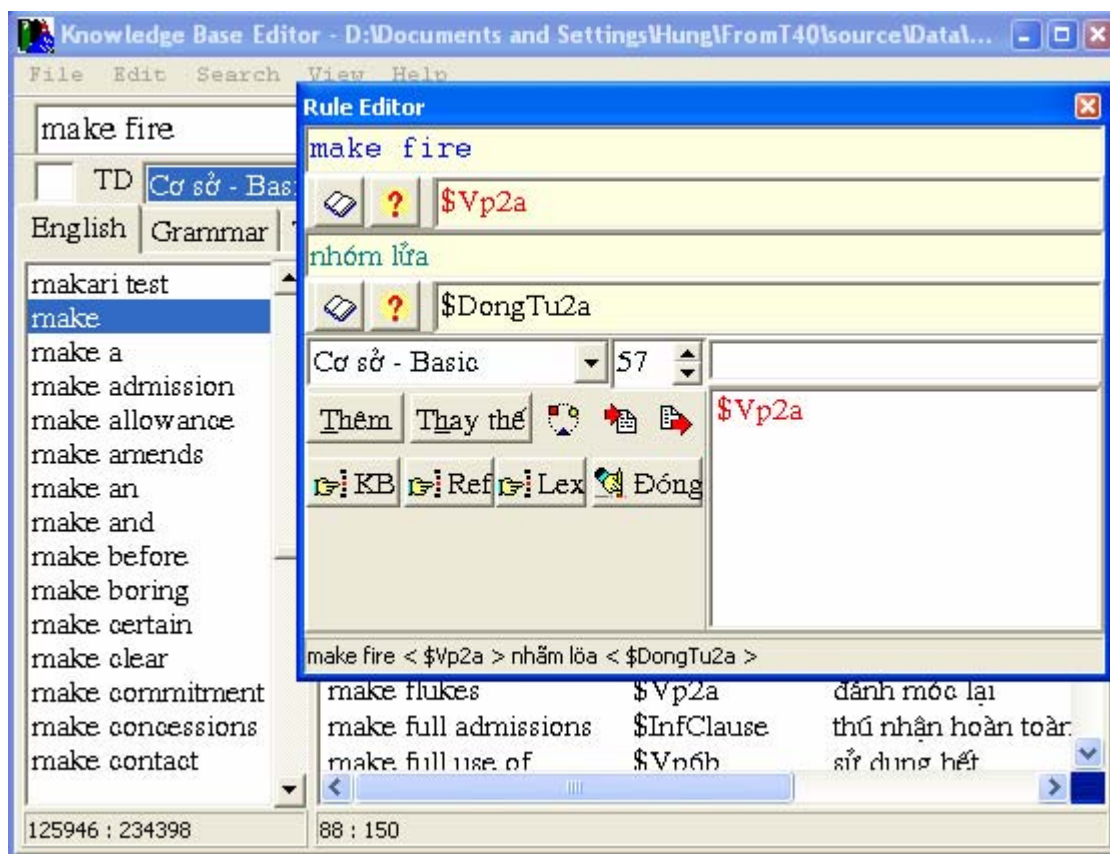 Knowledge Base Editor - D:\Documents and Settings\Hung\FromT40\source\Data\...
File Edit Search View Help
make fire
TD Cơ sở - Bas
English Grammar
makari test
make
make a
make admission
make allowance
make amends
make an
make and
make before
make boring
make certain
make clear
make commitment
make concessions
make contact
125946 : 234398
Rule Editor
make fire
? $Vp2a
nhóm lửa
? $DongTu2a
Cơ sở - Basic 57
Thêm Thay thế
$Vp2a
KB Ref Lex Đóng
make fire < $Vp2a > nhãm löa < $DongTu2a >
make flukes $Vp2a đánh móc lại
make full admissions $InfClause thú nhận hoàn toàn
make full use of $Vp6b sử dụng hết
88 : 150